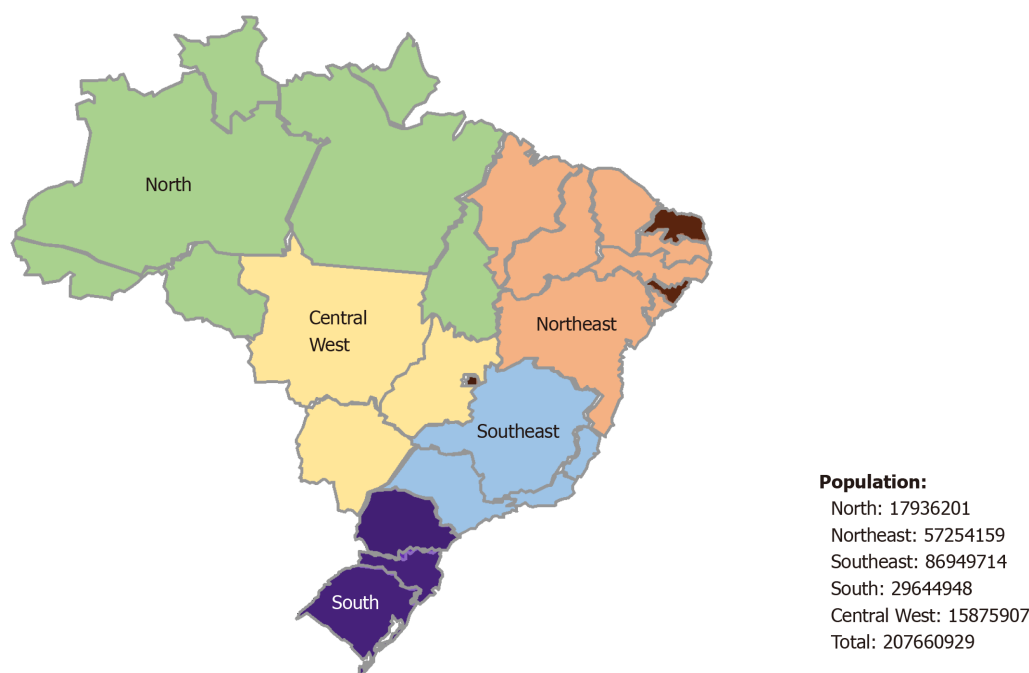 North
Central
West
Northeast
Southeast
South
Population:
North: 17936201
Northeast: 57254159
Southeast: 86949714
South: 29644948
Central West: 15875907
Total: 207660929